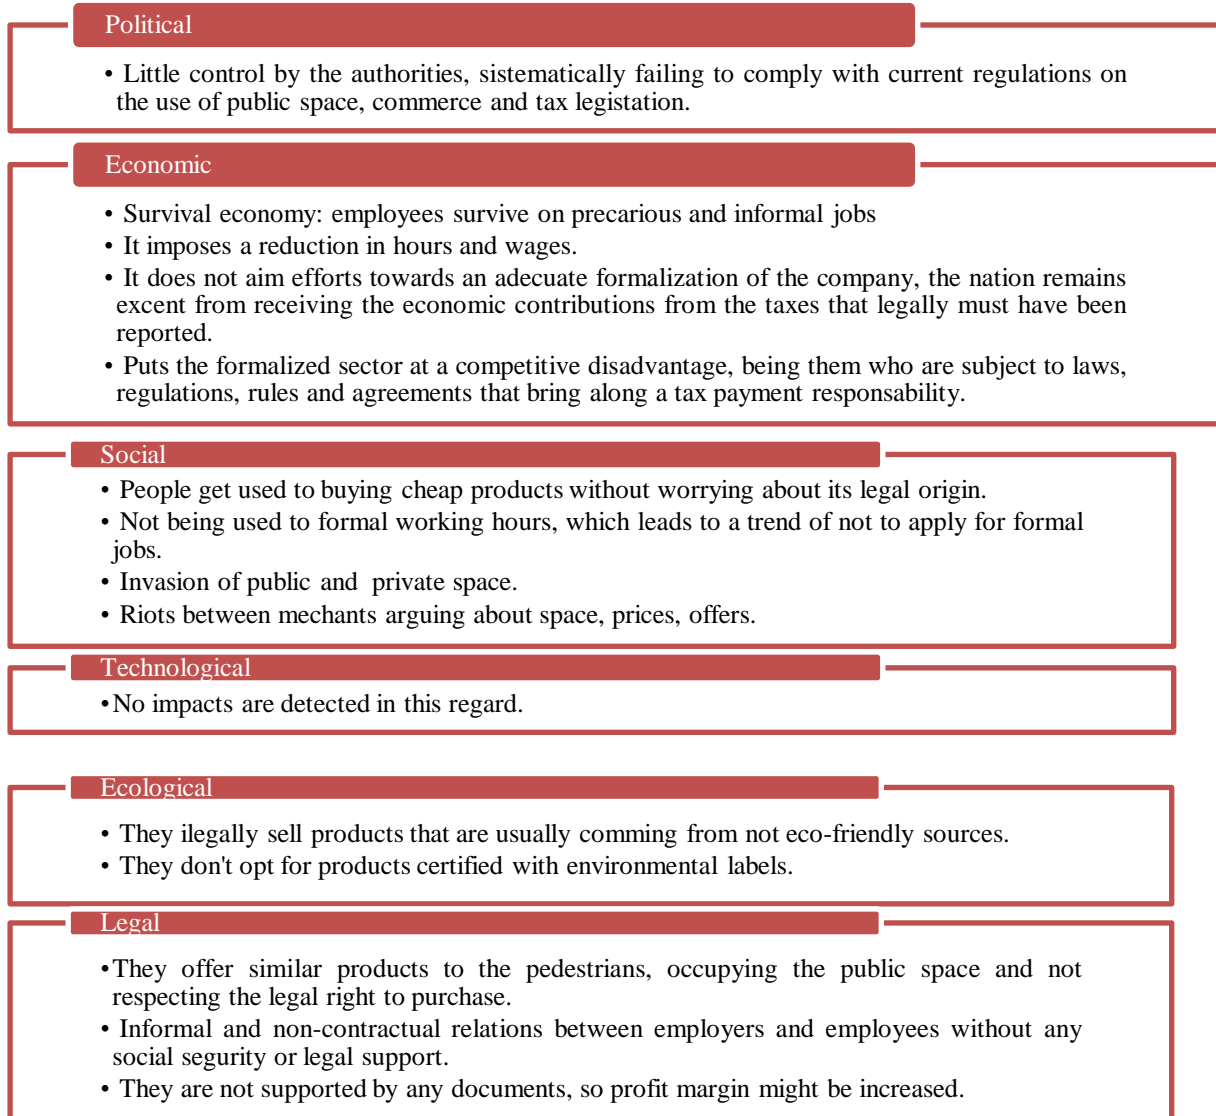 Political
• Little control by the authorities, sistematically failing to comply with current regulations on
the use of public space, commerce and tax legistation.
Economic
• Survival economy: employees survive on precarious and informal jobs
• It imposes a reduction in hours and wages.
• It does not aim efforts towards an adecuate formalization of the company, the nation remains
excent from receiving the economic contributions from the taxes that legally must have been
reported.
• Puts the formalized sector at a competitive disadvantage, being them who are subject to laws,
regulations, rules and agreements that bring along a tax payment responsability.
Social
• People get used to buying cheap products without worrying about its legal origin.
• Not being used to formal working hours, which leads to a trend of not to apply for formal
jobs.
• Invasion of public and private space.
• Riots between mechants arguing about space, prices, offers.
Technological
• No impacts are detected in this regard.
Ecological
• They ilegally sell products that are usually comming from not eco-friendly sources.
• They don't opt for products certified with environmental labels.
Legal
• They offer similar products to the pedestrians, occupying the public space and not
respecting the legal right to purchase.
• Informal and non-contractual relations between employers and employees without any
social segurity or legal support.
• They are not supported by any documents, so profit margin might be increased.